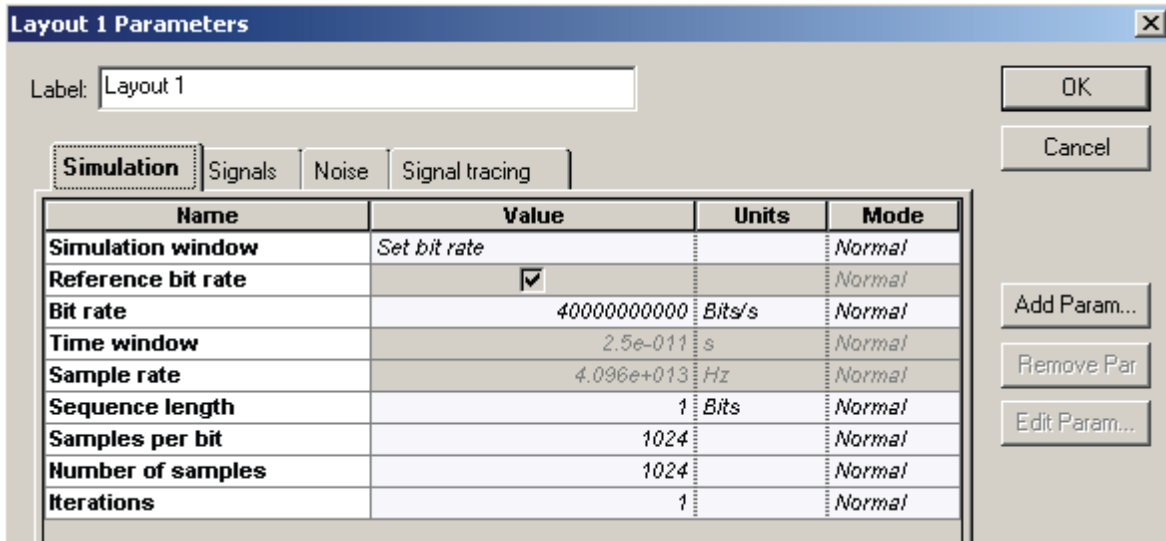 Layout 1 Parameters
Label: Layout 1
OK
Cancel
Simulation Signals Noise Signal tracing
Name Value Units Mode
Simulation window Set bit rate Normal
Reference bit rate Normal
Bit rate 40000000000 Bits/s Normal
Time window 2.5e-011 s Normal
Sample rate 4.096e+013 Hz Normal
Sequence length 1 Bits Normal
Samples per bit 1024 Normal
Number of samples 1024 Normal
Iterations 1 Normal
Add Param...
Remove Par
Edit Param...